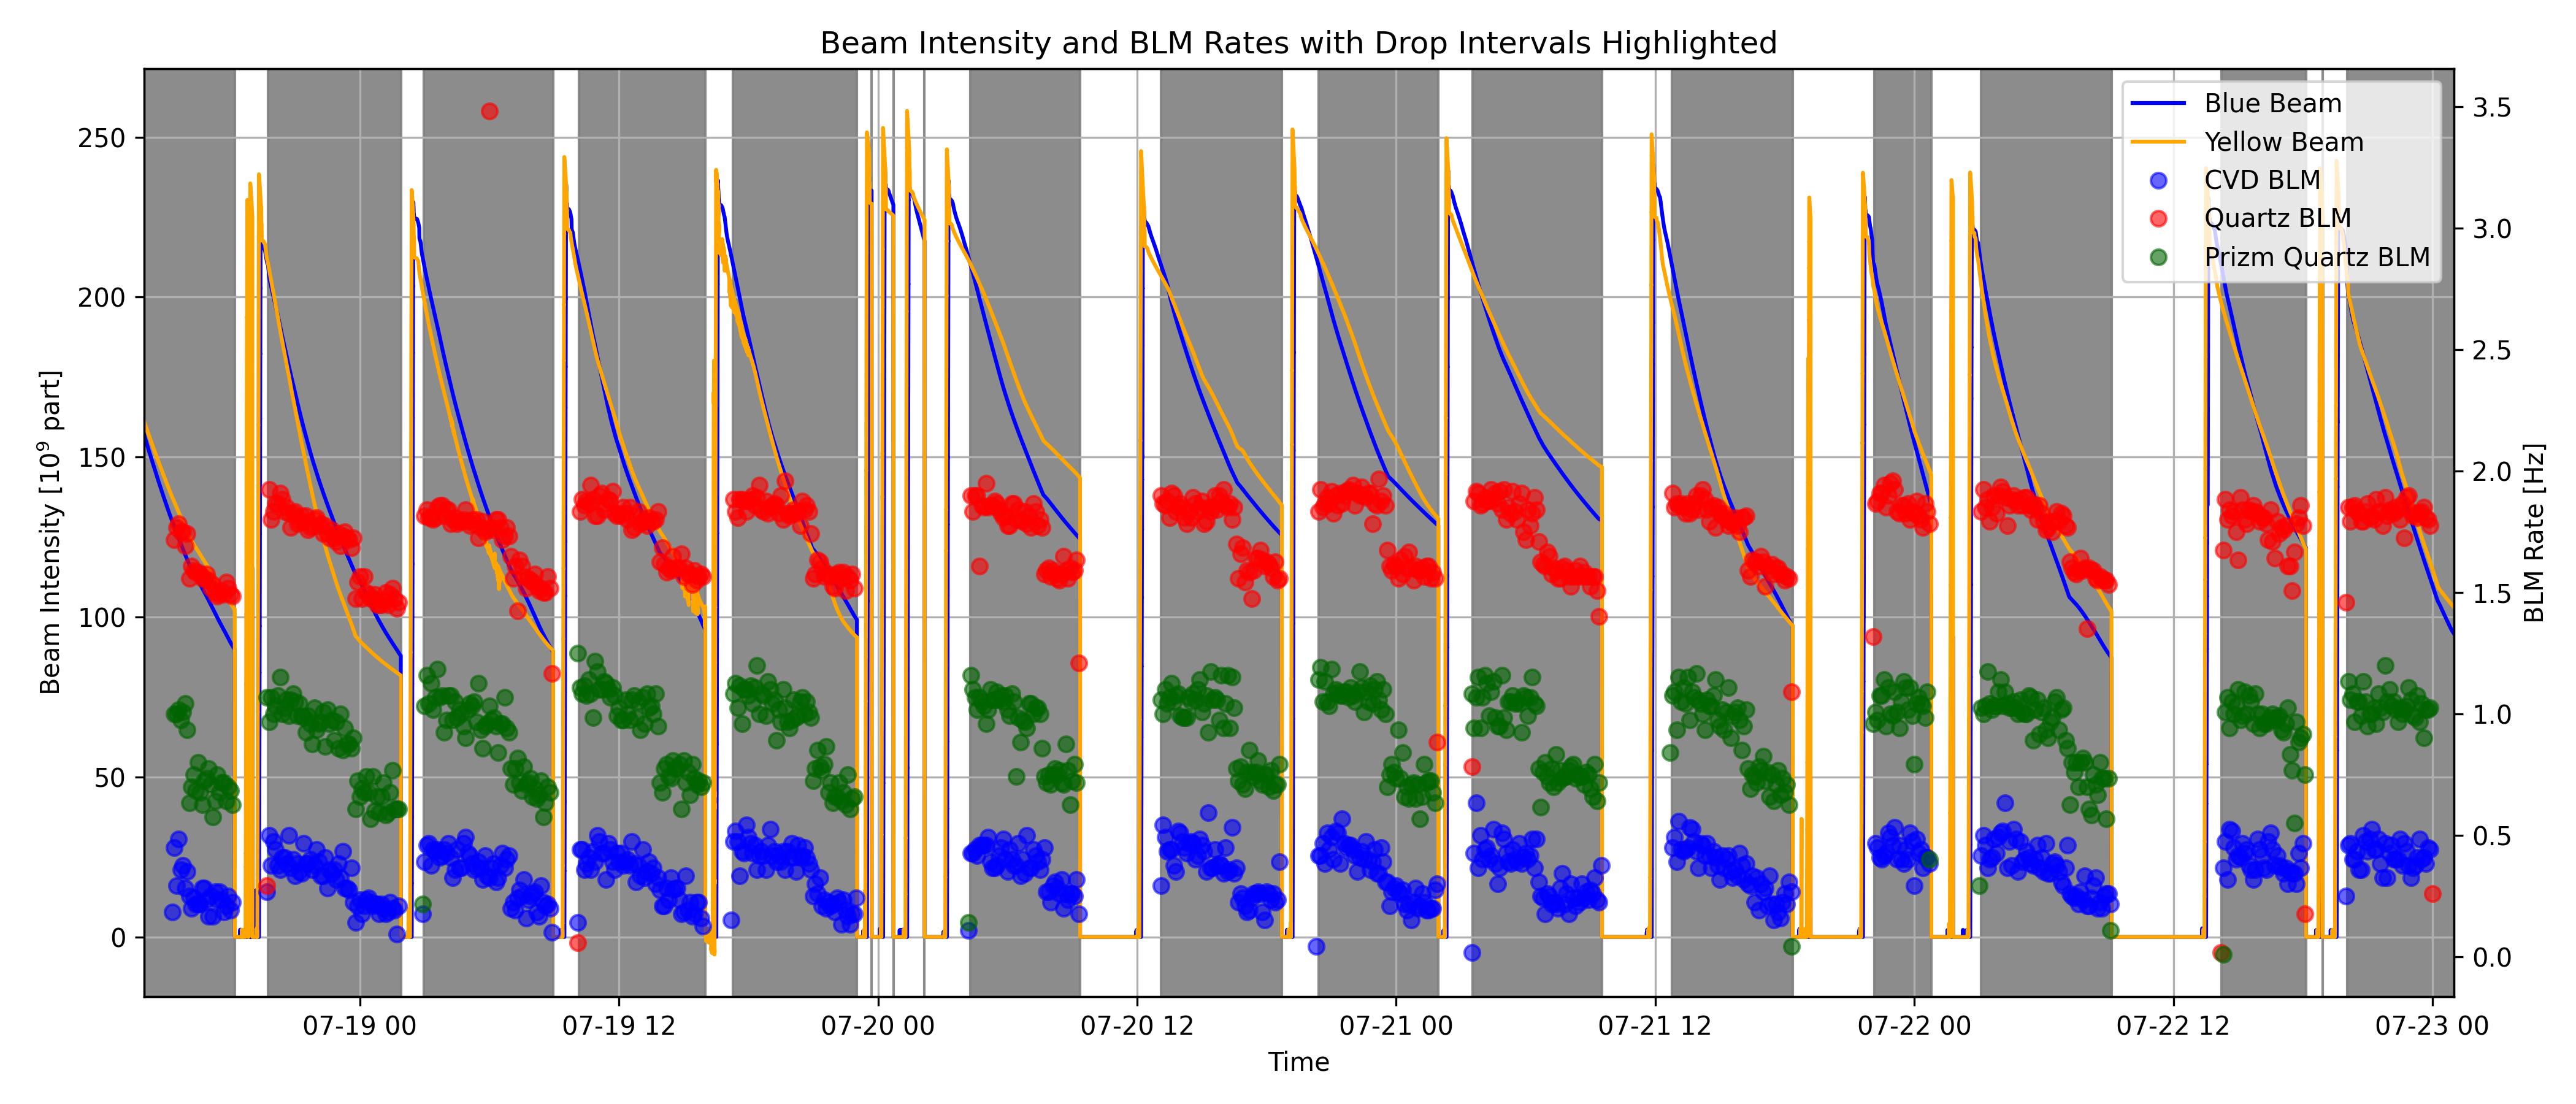 Beam Intensity and BLM Rates with Drop Intervals Highlighted
Beam Intensity [10⁹ part]
250
200
150
100
50
0
Blue Beam
Yellow Beam
CVD BLM
Quartz BLM
Prizm Quartz BLM
3.5
3.0
2.5
2.0
1.5
1.0
0.5
0.0
BLM Rate [Hz]
07-19 00
07-19 12
07-20 00
07-20 12
07-21 00
07-21 12
07-22 00
07-22 12
07-23 00
Time